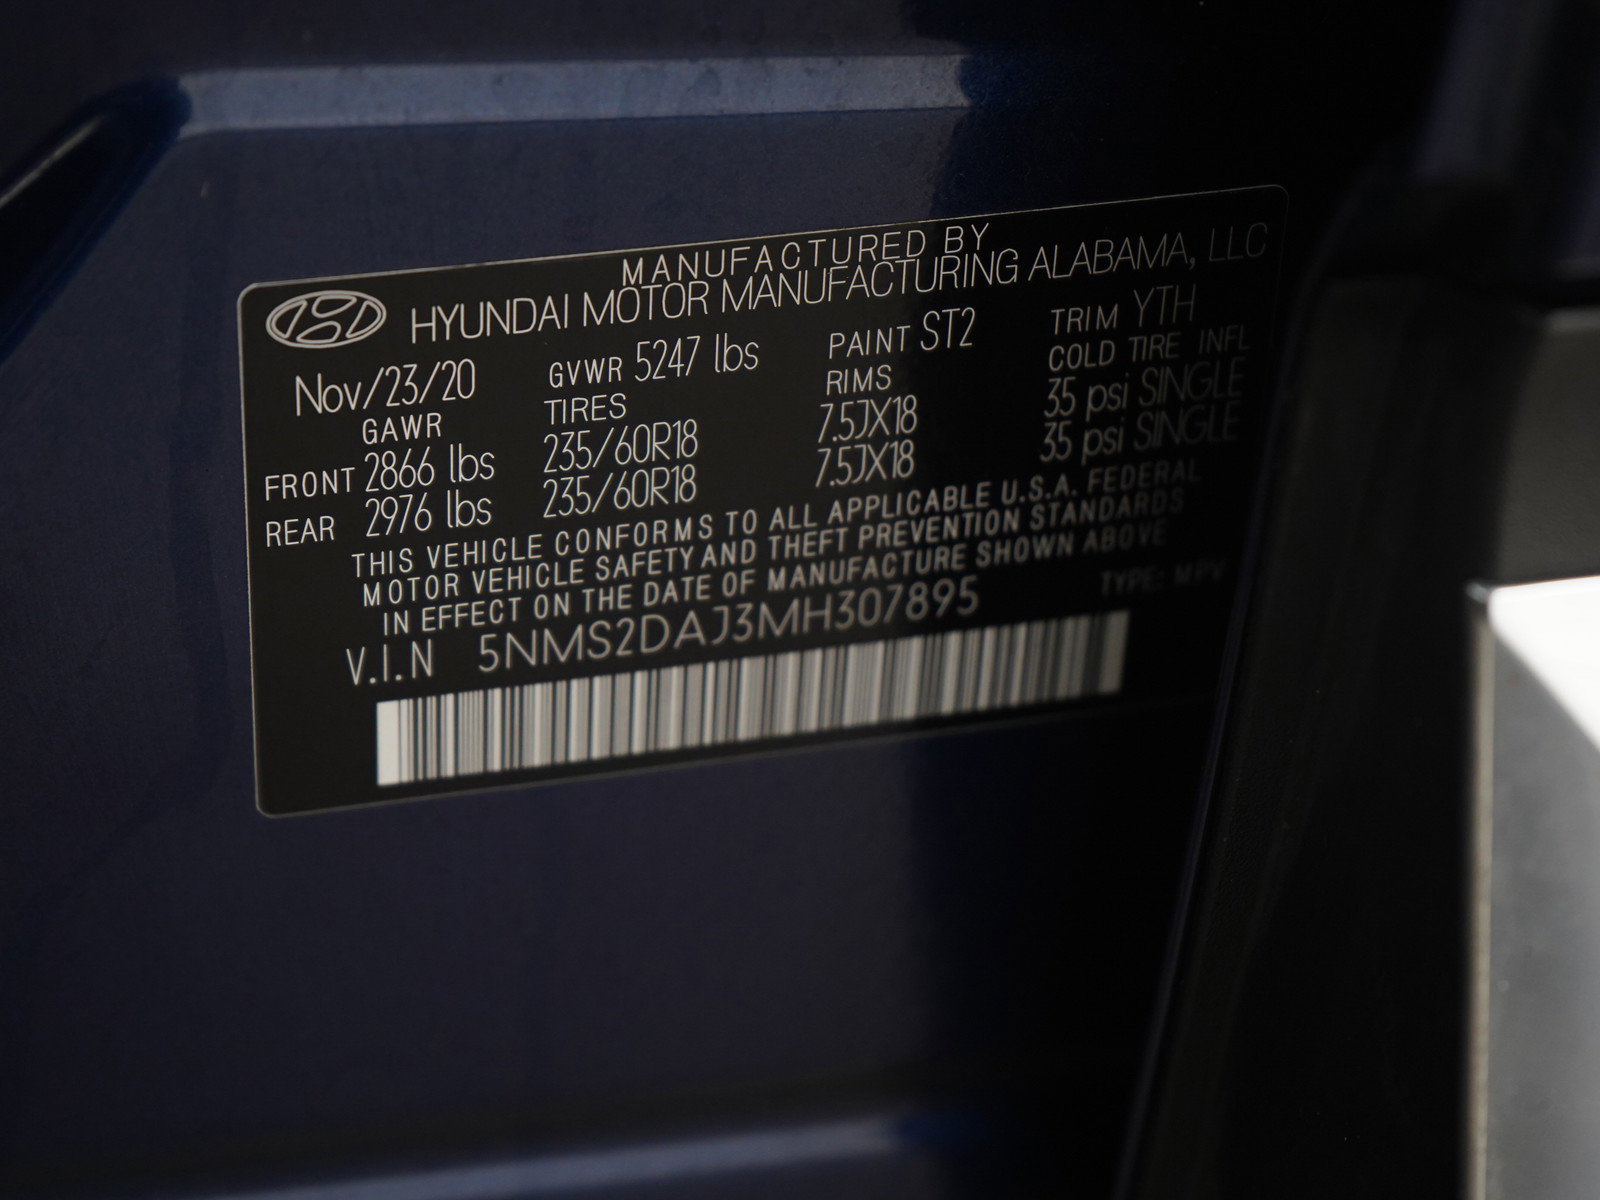 MANUFACTURED BY
HYUNDAI MOTOR MANUFACTURING ALABAMA, LLC
Nov/23/20 GVWR 5247 lbs PAINT ST2 TRIM YTH
GAWR TIRES RIMS COLD TIRE INFL
FRONT 2866 lbs 235/60R18 7.5JX18 35 psi SINGLE
REAR 2976 lbs 235/60R18 7.5JX18 35 psi SINGLE
THIS VEHICLE CONFORMS TO ALL APPLICABLE U.S.A. FEDERAL
MOTOR VEHICLE SAFETY AND THEFT PREVENTION STANDARDS
IN EFFECT ON THE DATE OF MANUFACTURE SHOWN ABOVE
V.I.N 5NMS2DAJ3MH307895 TYPE: MPV